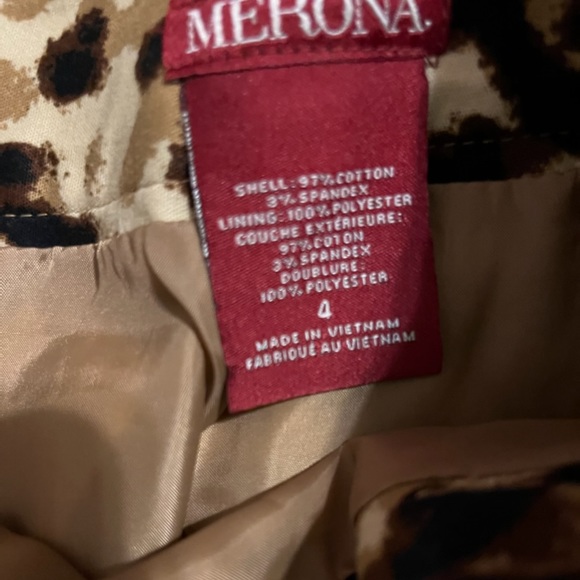 MERONA.
SHELL: 97% COTTON
3% SPANDEX
LINING: 100% POLYESTER
COUCHE EXTÉRIEURE:
97% COTON
3% SPANDEX
DOUBLURE:
100% POLYESTER
4
MADE IN VIETNAM
FABRIQUÉ AU VIETNAM